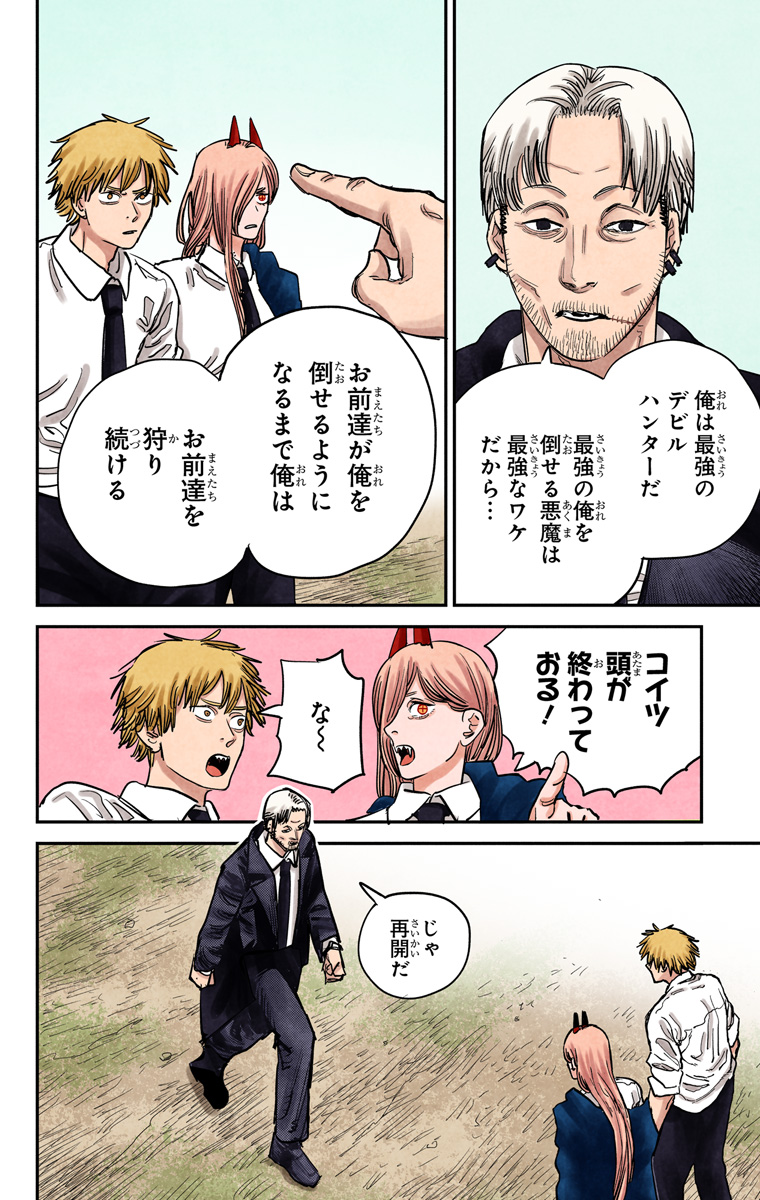 俺は最強の
デビル
ハンターだ
最強の俺を
倒せる悪魔は
最強なワケ
だから…
お前達が俺を
倒せるように
なるまで俺は
お前達を
狩り
続ける
コイツ
頭が
終わって
おる!
な〜
じゃ
再開だ